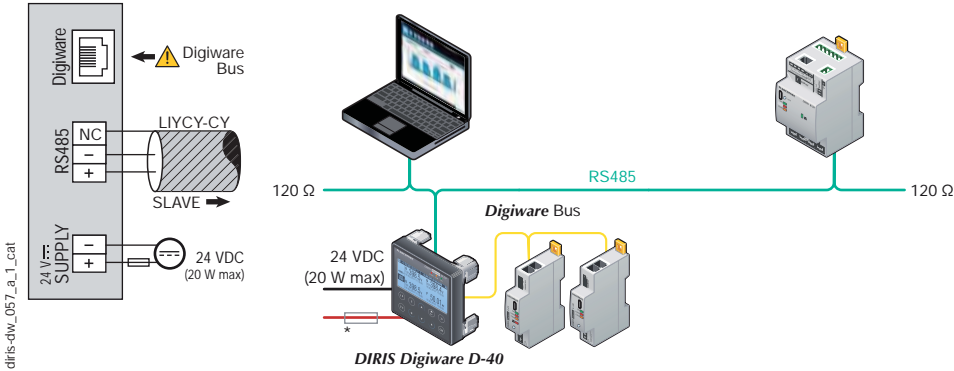 Digiware
Digiware
Bus
RS485
NC
–
+
LIYCY-CY
SLAVE
24 V
SUPPLY
–
+
24 VDC
(20 W max)
diris-dw_057_a_1_cat
120 Ω
RS485
120 Ω
Digiware Bus
24 VDC
(20 W max)
*
DIRIS Digiware D-40